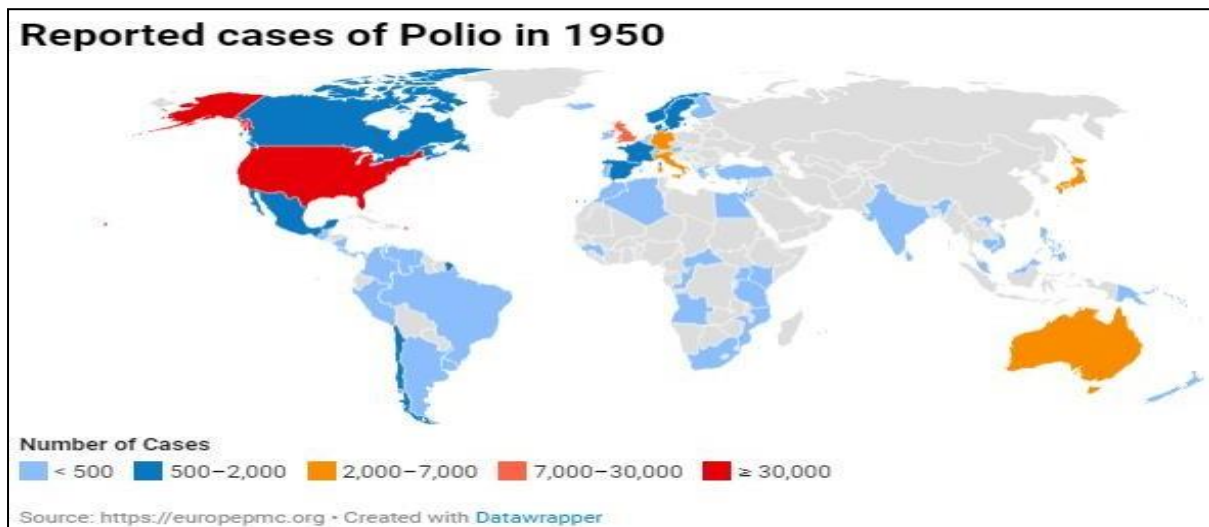 Reported cases of Polio in 1950
Number of Cases
< 500 500–2,000 2,000–7,000 7,000–30,000 ≥ 30,000
Source: https://europepmc.org • Created with Datawrapper